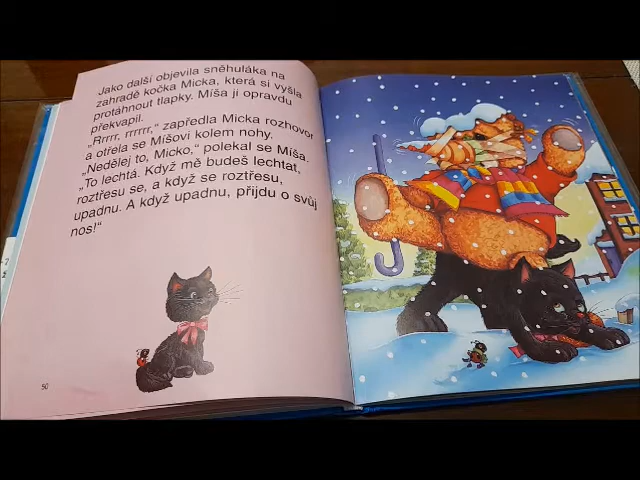 Jako další objevila sněhuláka na
zahradě kočka Micka, která si vyšla
protáhnout tlapky. Míša ji opravdu
překvapil.
„Rrrrr, rrrrrr,“ zapředla Micka rozhovor
a otřela se Míšovi kolem nohy.
„Nedělej to, Micko,“ polekal se Míša.
„To lechtá. Když mě budeš lechtat,
roztřesu se, a když se roztřesu,
upadnu. A když upadnu, přijdu o svůj
nos!“
50